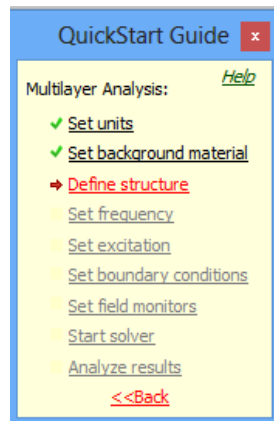 QuickStart Guide x
Help
Multilayer Analysis:
Set units
Set background material
Define structure
Set frequency
Set excitation
Set boundary conditions
Set field monitors
Start solver
Analyze results
<<Back